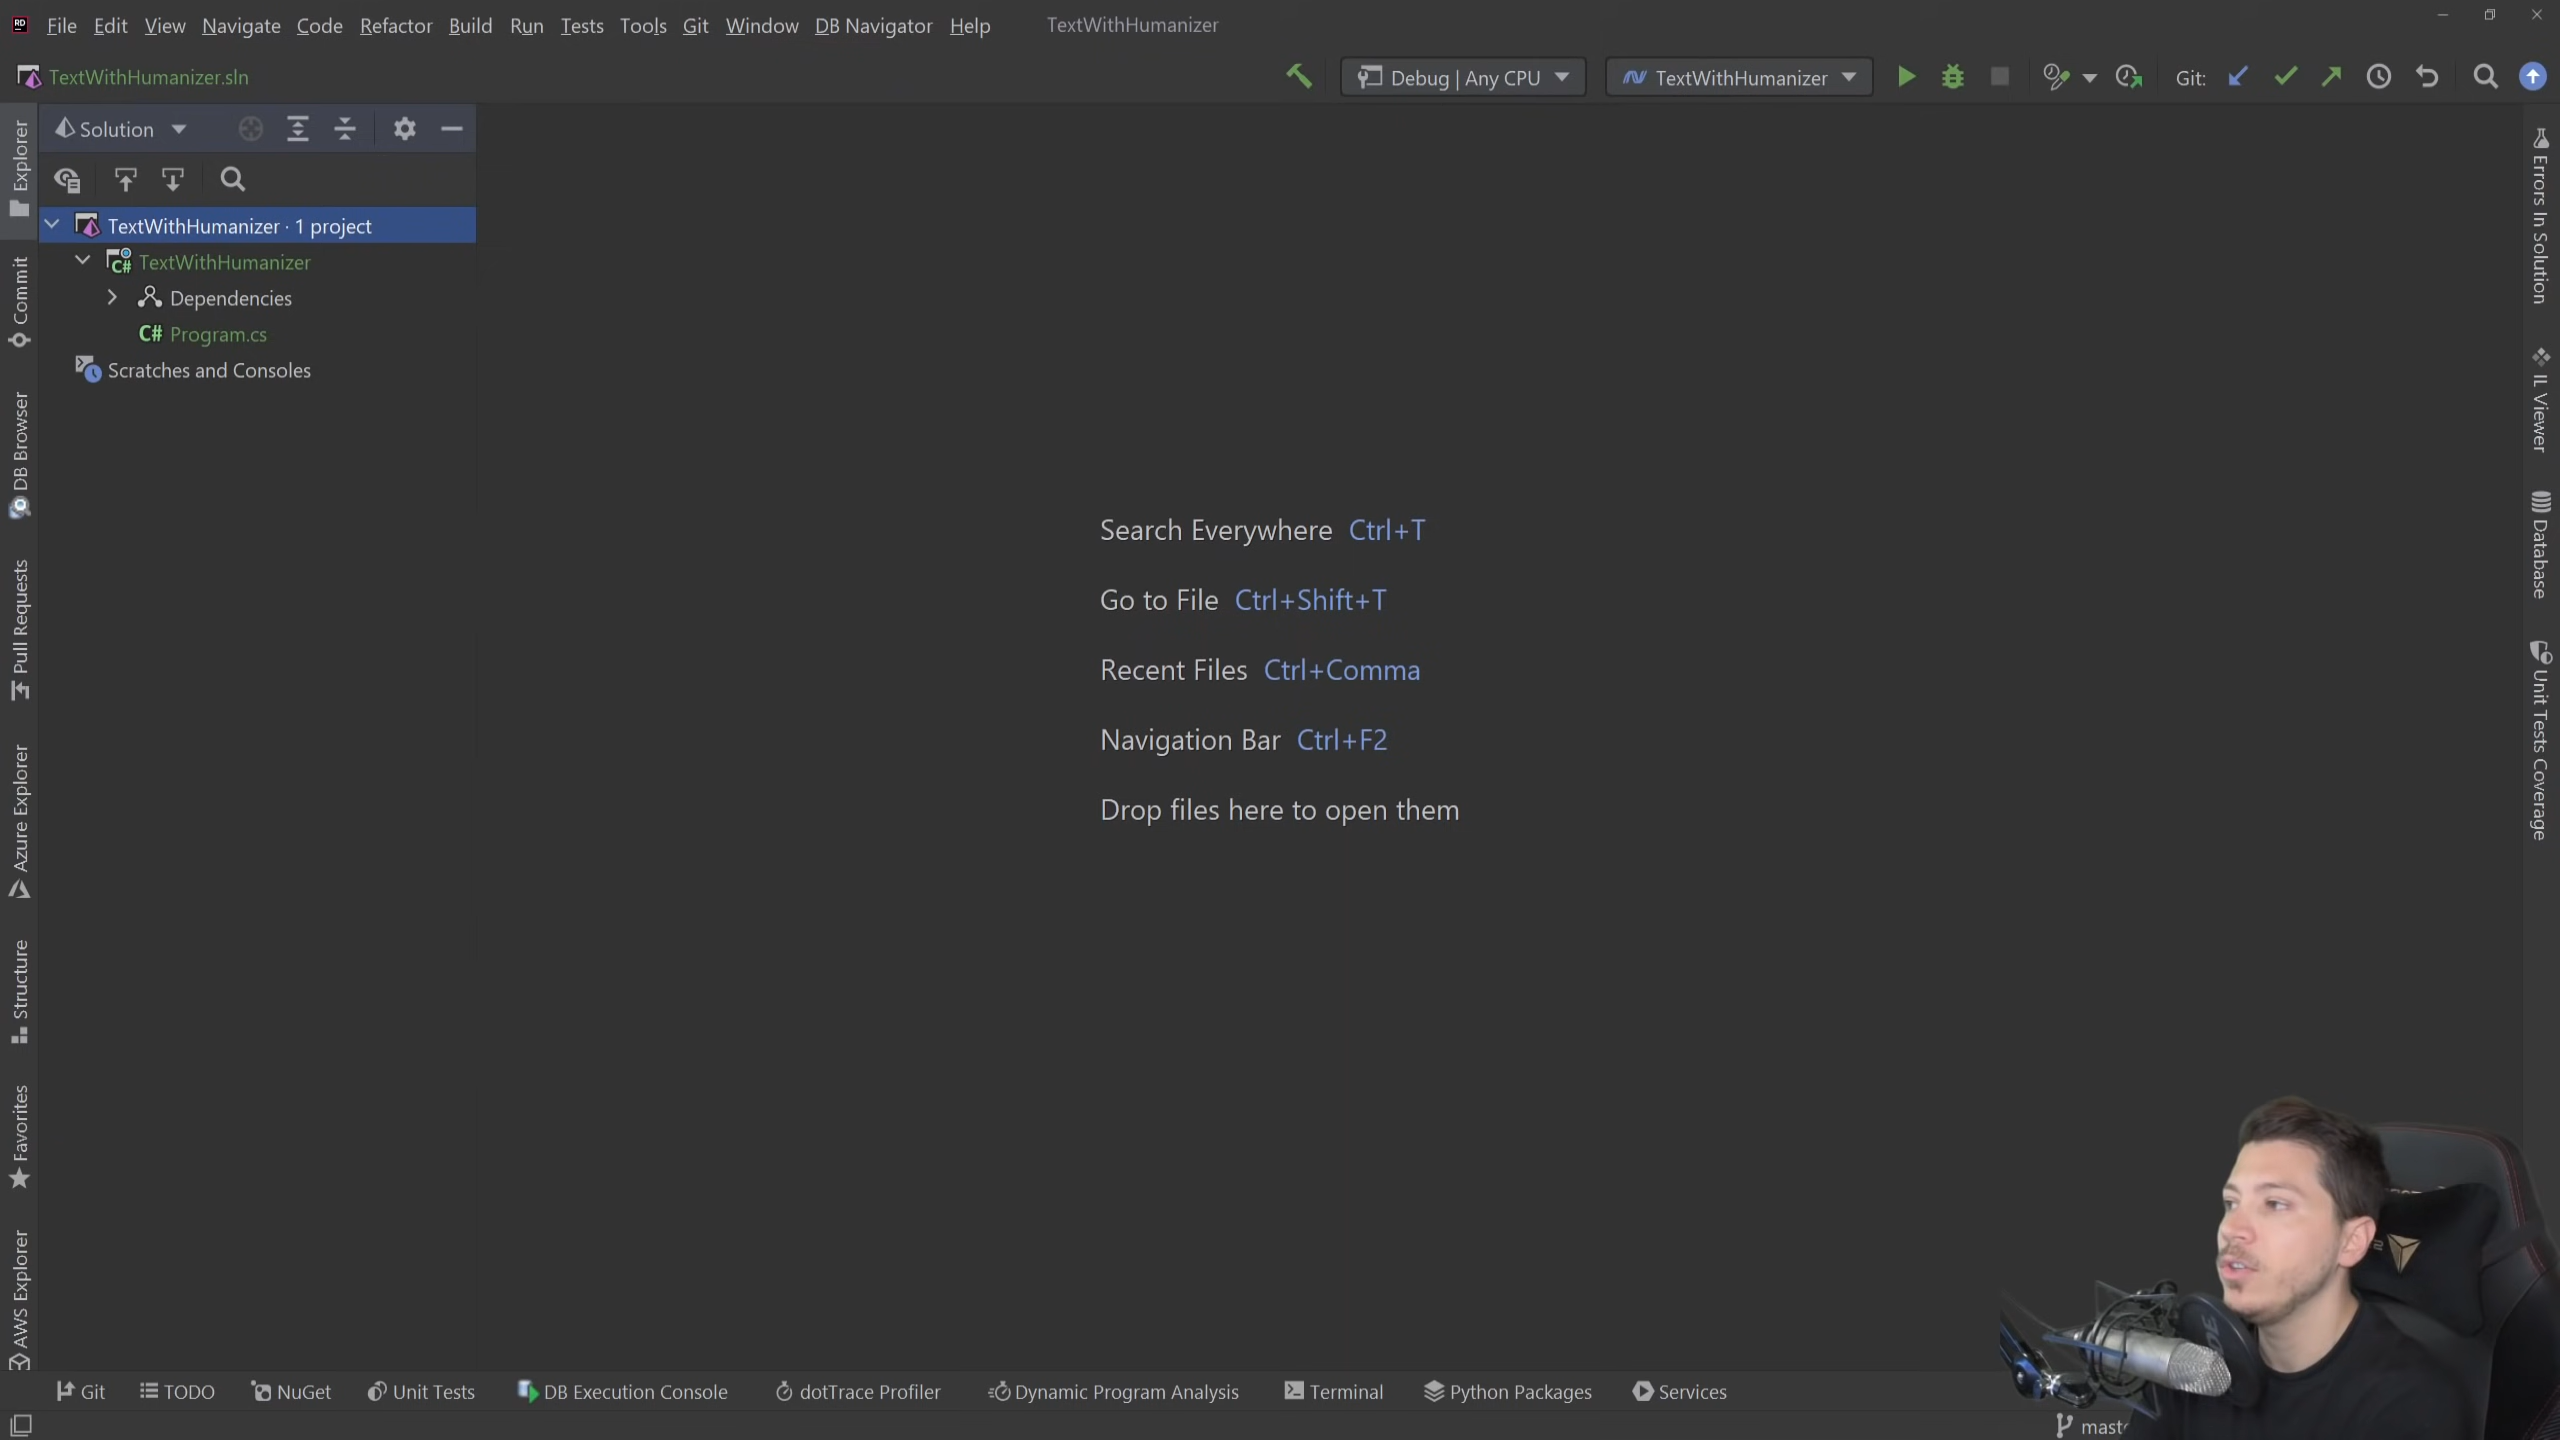 File Edit View Navigate Code Refactor Build Run Tests Tools Git Window DB Navigator Help TextWithHumanizer
TextWithHumanizer.sln
Debug | Any CPU
TextWithHumanizer
Git:
Solution
TextWithHumanizer · 1 project
C# TextWithHumanizer
Dependencies
C# Program.cs
Scratches and Consoles
Explorer
Commit
DB Browser
Pull Requests
Azure Explorer
Structure
Favorites
AWS Explorer
Search Everywhere Ctrl+T
Go to File Ctrl+Shift+T
Recent Files Ctrl+Comma
Navigation Bar Ctrl+F2
Drop files here to open them
Errors In Solution
IL Viewer
Database
Unit Tests Coverage
Git TODO NuGet Unit Tests DB Execution Console dotTrace Profiler Dynamic Program Analysis Terminal Python Packages Services